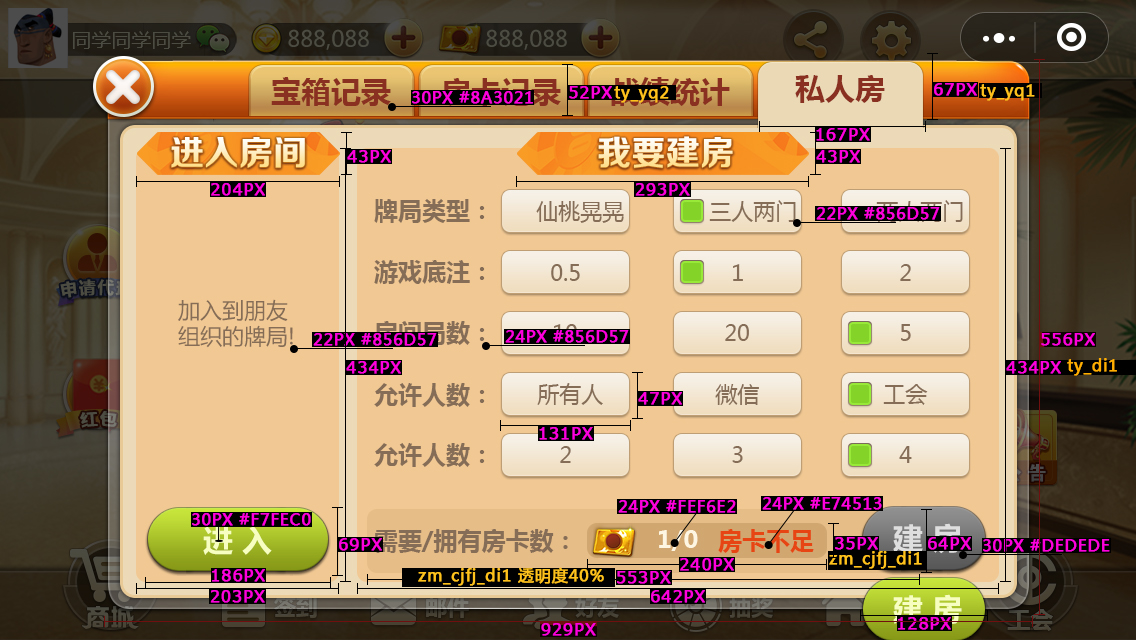 同学同学同学 888,088 888,088
宝箱记录 房卡记录 战绩统计 私人房
30PX #8A3021 52PX ty_yq2 67PX ty_yq1
167PX
进入房间 我要建房
43PX 43PX
204PX 293PX
牌局类型： 仙桃晃晃 三人两门 两人两门
22PX #856D57
申请代
游戏底注： 0.5 1 2
加入到朋友
组织的牌局!
22PX #856D57
房间局数： 10 20 5
24PX #856D57
556PX
434PX 434PX ty_di1
允许人数： 所有人 微信 工会
47PX
131PX
红包
告
允许人数： 2 3 4
24PX #FEF6E2 24PX #E74513
30PX #F7FEC0
进入
需要/拥有房卡数： 1/0 房卡不足
建房
69PX 35PX 64PX 30PX #DEDEDE
zm_cjfj_di1
240PX
186PX zm_cjfj_di1 透明度40% 553PX
203PX 642PX
商城 签到 邮件 好友 抽奖 工会
建房
128PX
929PX